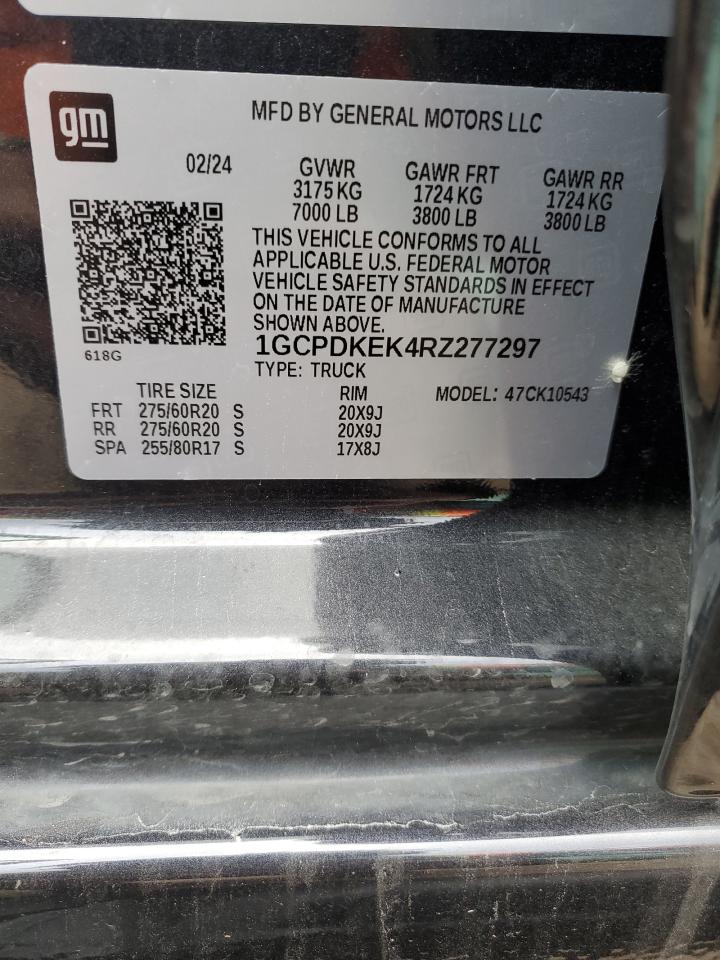 gm
MFD BY GENERAL MOTORS LLC
02/24 GVWR GAWR FRT GAWR RR
3175 KG 1724 KG 1724 KG
7000 LB 3800 LB 3800 LB
THIS VEHICLE CONFORMS TO ALL
APPLICABLE U.S. FEDERAL MOTOR
VEHICLE SAFETY STANDARDS IN EFFECT
ON THE DATE OF MANUFACTURE
SHOWN ABOVE.
618G
1GCPDKEK4RZ277297
TYPE: TRUCK
TIRE SIZE RIM MODEL: 47CK10543
FRT 275/60R20 S 20X9J
RR 275/60R20 S 20X9J
SPA 255/80R17 S 17X8J